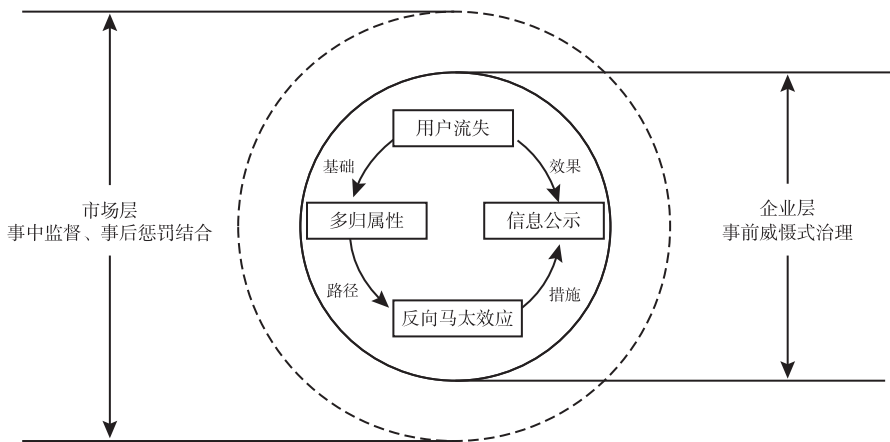 用户流失
基础
效果
市场层
事中监督、事后惩罚结合
多归属性
信息公示
企业层
事前威慑式治理
路径
措施
反向马太效应